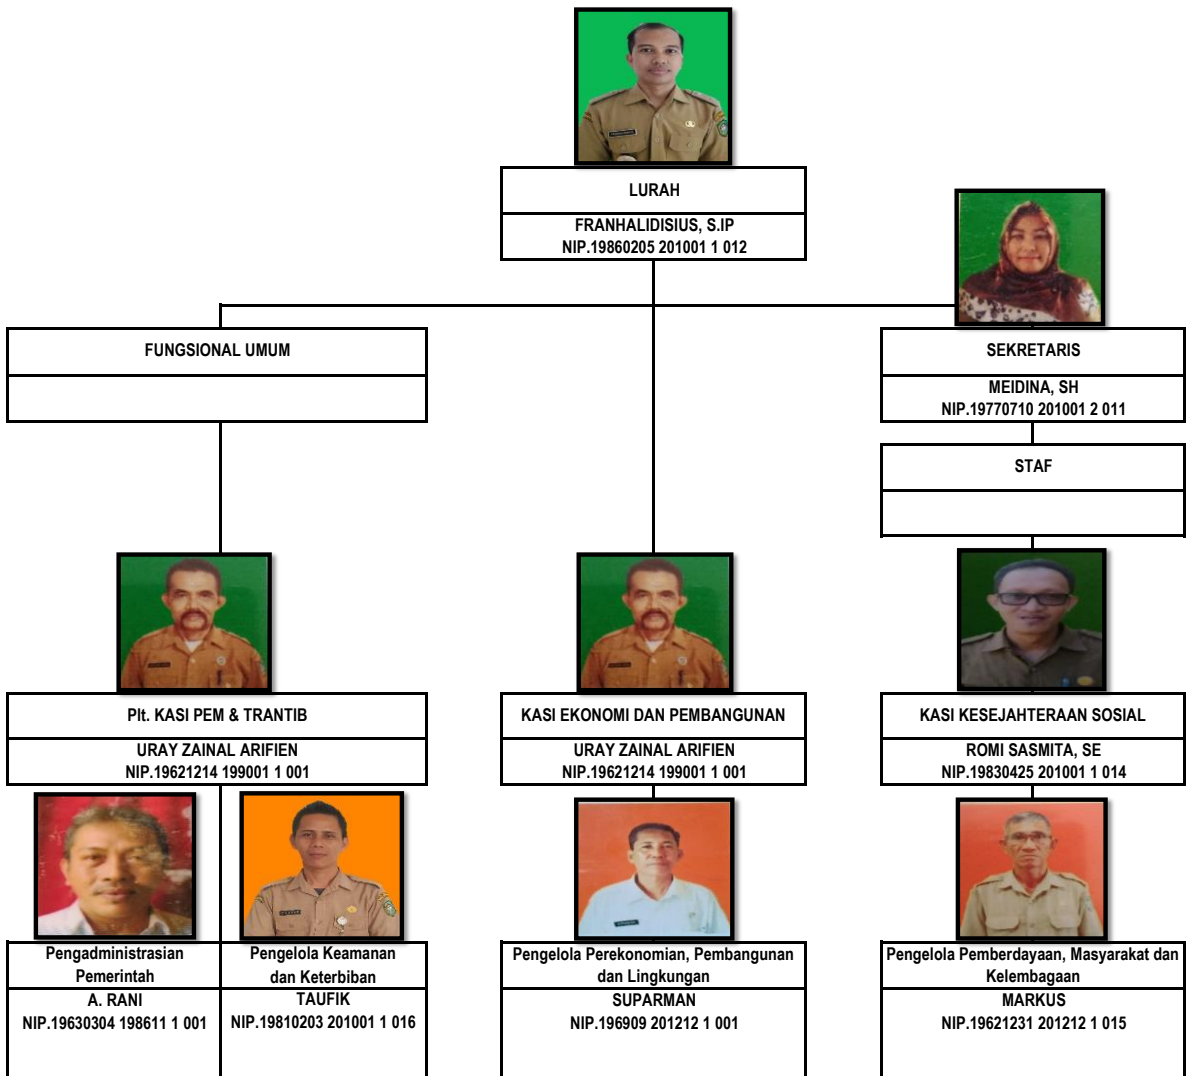 LURAH
FRANHALIDISIUS, S.IP
NIP.19860205 201001 1 012
FUNGSIONAL UMUM
SEKRETARIS
MEIDINA, SH
NIP.19770710 201001 2 011
STAF
Plt. KASI PEM & TRANTIB
URAY ZAINAL ARIFIEN
NIP.19621214 199001 1 001
KASI EKONOMI DAN PEMBANGUNAN
URAY ZAINAL ARIFIEN
NIP.19621214 199001 1 001
KASI KESEJAHTERAAN SOSIAL
ROMI SASMITA, SE
NIP.19830425 201001 1 014
Pengadministrasian
Pemerintah
A. RANI
NIP.19630304 198611 1 001
Pengelola Keamanan
dan Keterbiban
TAUFIK
NIP.19810203 201001 1 016
Pengelola Perekonomian, Pembangunan
dan Lingkungan
SUPARMAN
NIP.196909 201212 1 001
Pengelola Pemberdayaan, Masyarakat dan
Kelembagaan
MARKUS
NIP.19621231 201212 1 015